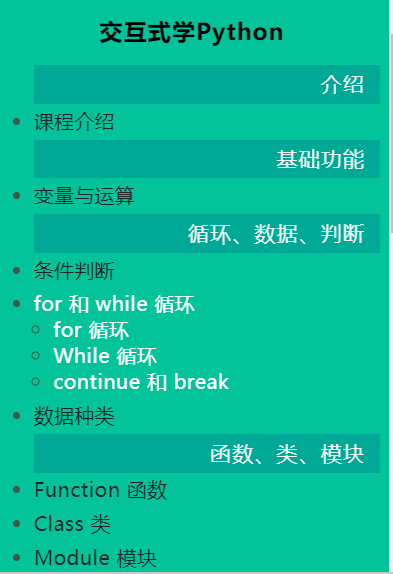 交互式学Python
介绍
课程介绍
基础功能
变量与运算
循环、数据、判断
条件判断
for 和 while 循环
for 循环
While 循环
continue 和 break
数据种类
函数、类、模块
Function 函数
Class 类
Module 模块